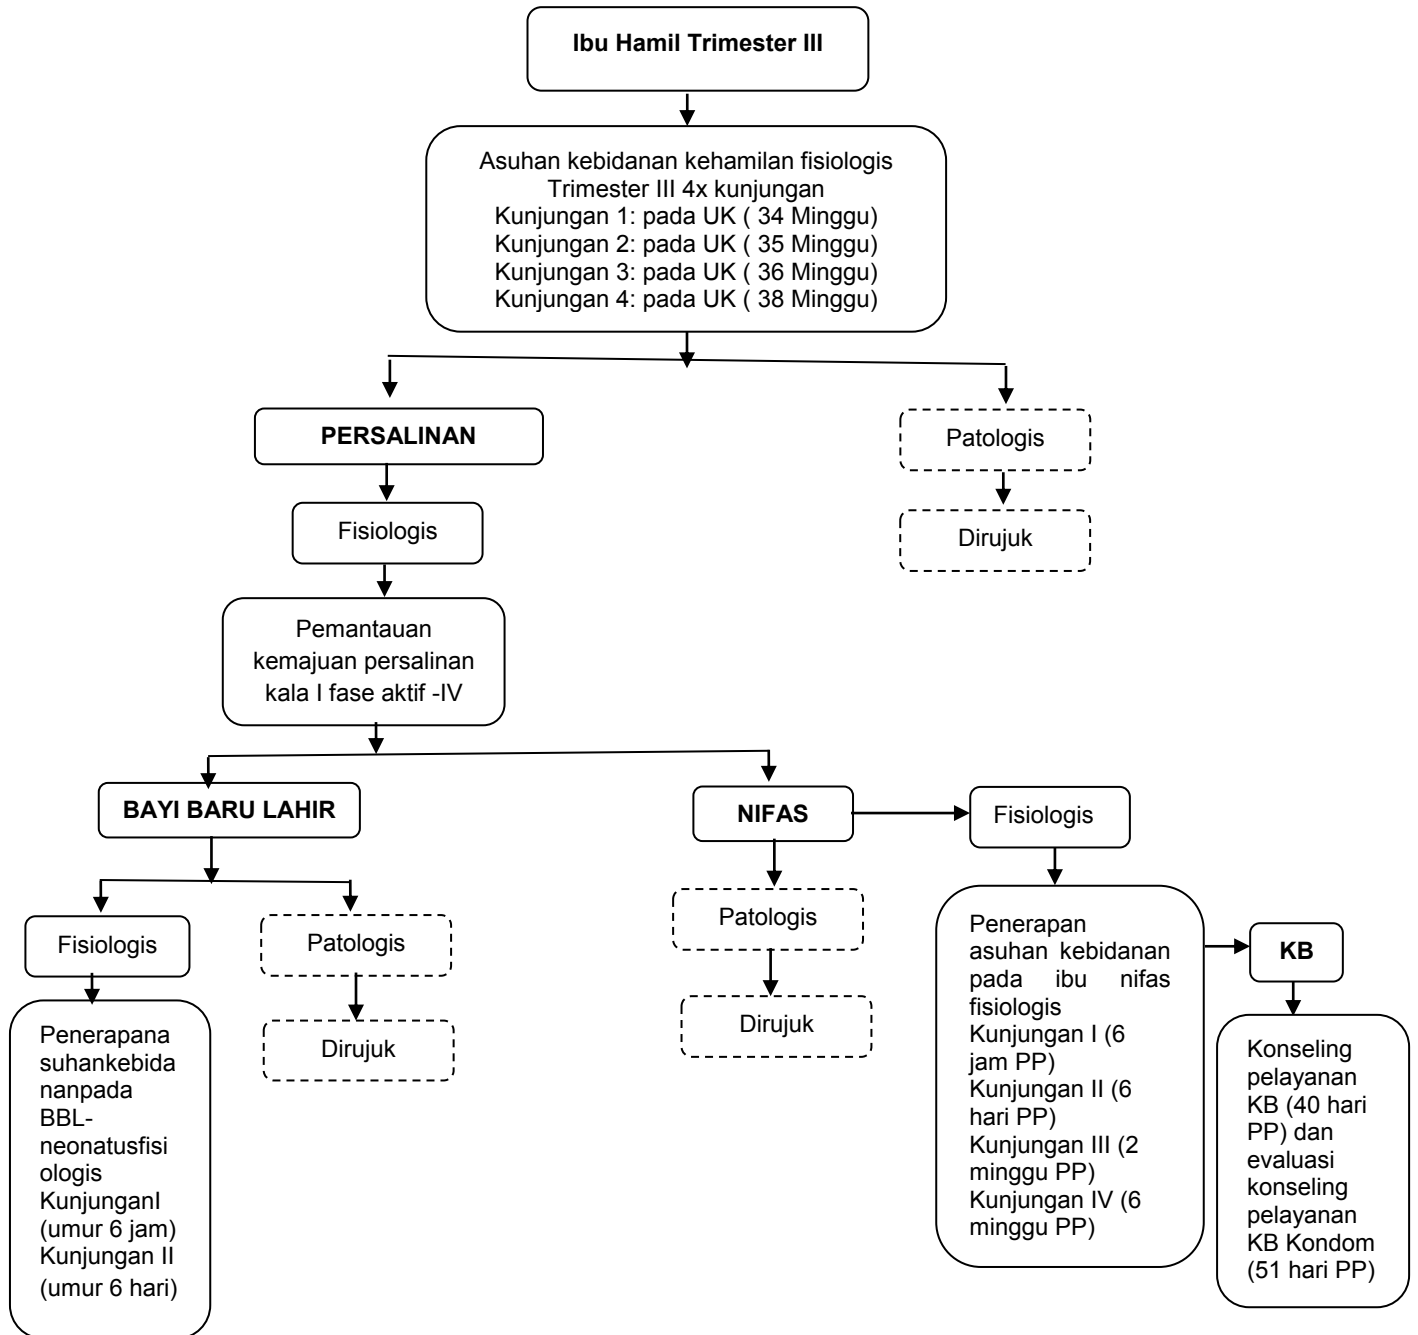 Ibu Hamil Trimester III
Asuhan kebidanan kehamilan fisiologis
Trimester III 4x kunjungan
Kunjungan 1: pada UK ( 34 Minggu)
Kunjungan 2: pada UK ( 35 Minggu)
Kunjungan 3: pada UK ( 36 Minggu)
Kunjungan 4: pada UK ( 38 Minggu)
PERSALINAN
Patologis
Fisiologis
Dirujuk
Pemantauan
kemajuan persalinan
kala I fase aktif -IV
BAYI BARU LAHIR
NIFAS
Fisiologis
Fisiologis
Patologis
Patologis
Dirujuk
Dirujuk
Penerapana
suhankebida
nanpada
BBL-
neonatusfisi
ologis
KunjunganI
(umur 6 jam)
Kunjungan II
(umur 6 hari)
Penerapan
asuhan kebidanan
pada ibu nifas
fisiologis
Kunjungan I (6
jam PP)
Kunjungan II (6
hari PP)
Kunjungan III (2
minggu PP)
Kunjungan IV (6
minggu PP)
KB
Konseling
pelayanan
KB (40 hari
PP) dan
evaluasi
konseling
pelayanan
KB Kondom
(51 hari PP)